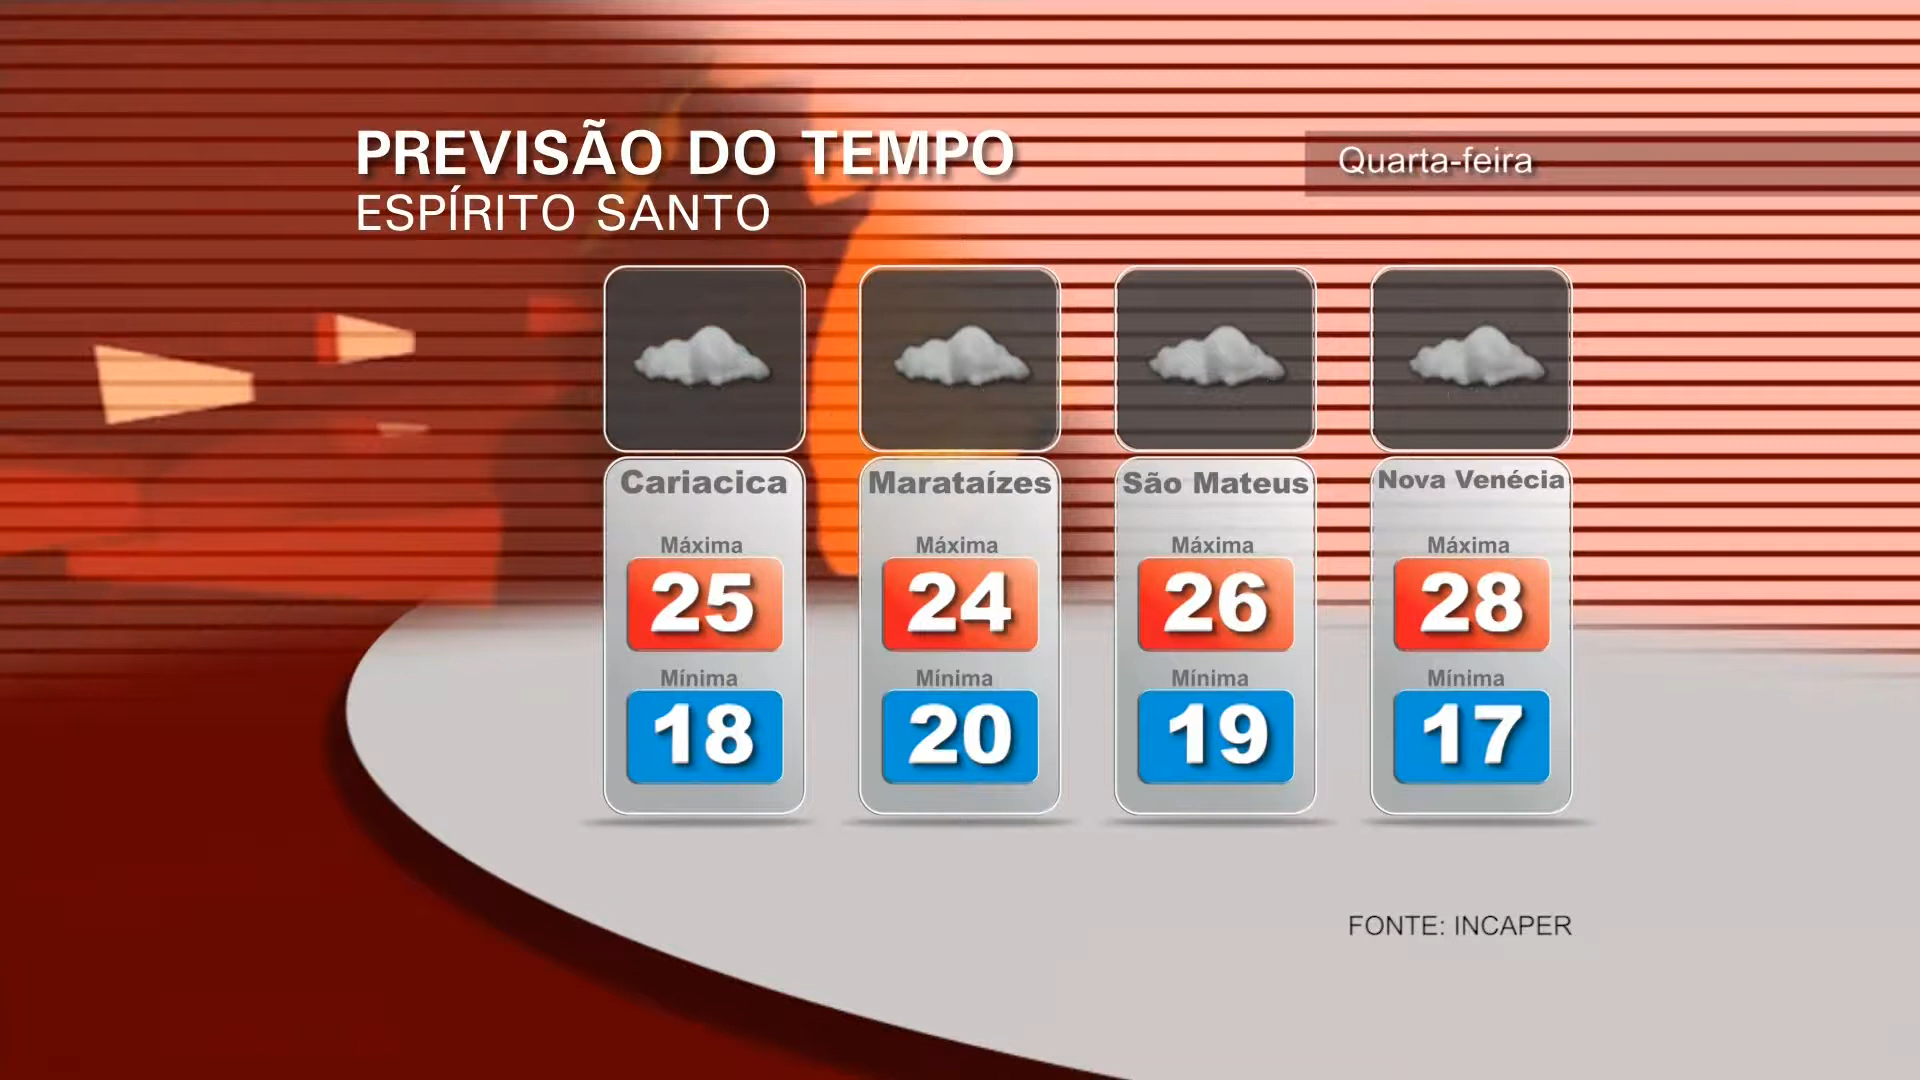 PREVISÃO DO TEMPO
ESPÍRITO SANTO
Quarta-feira
Cariacica
Máxima
25
Mínima
18
Marataízes
Máxima
24
Mínima
20
São Mateus
Máxima
26
Mínima
19
Nova Venécia
Máxima
28
Mínima
17
FONTE: INCAPER